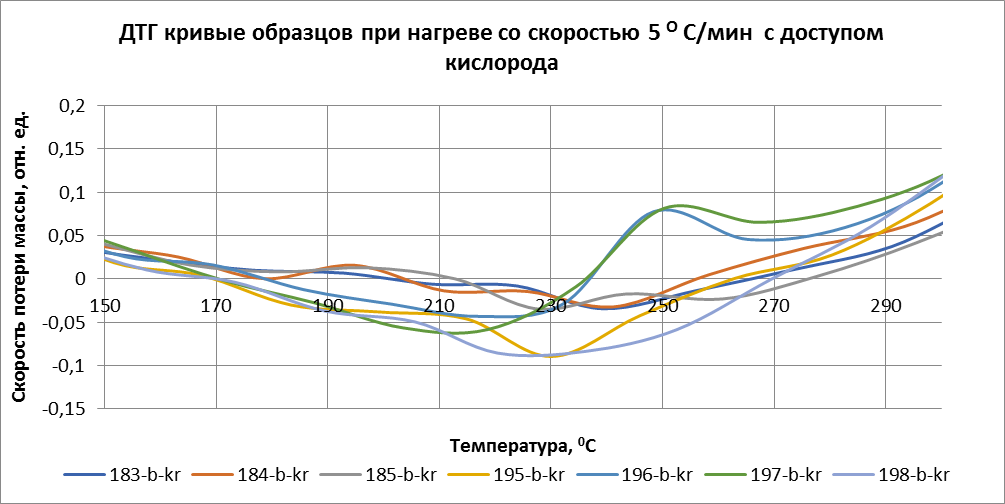 ДТГ кривые образцов при нагреве со скоростью 5 ᴼ С/мин с доступом
кислорода
Скорость потери массы, отн. ед.
0,2
0,15
0,1
0,05
0
-0,05
-0,1
-0,15
150 170 190 210 230 250 270 290
Температура, ⁰С
183-b-kr 184-b-kr 185-b-kr 195-b-kr 196-b-kr 197-b-kr 198-b-kr